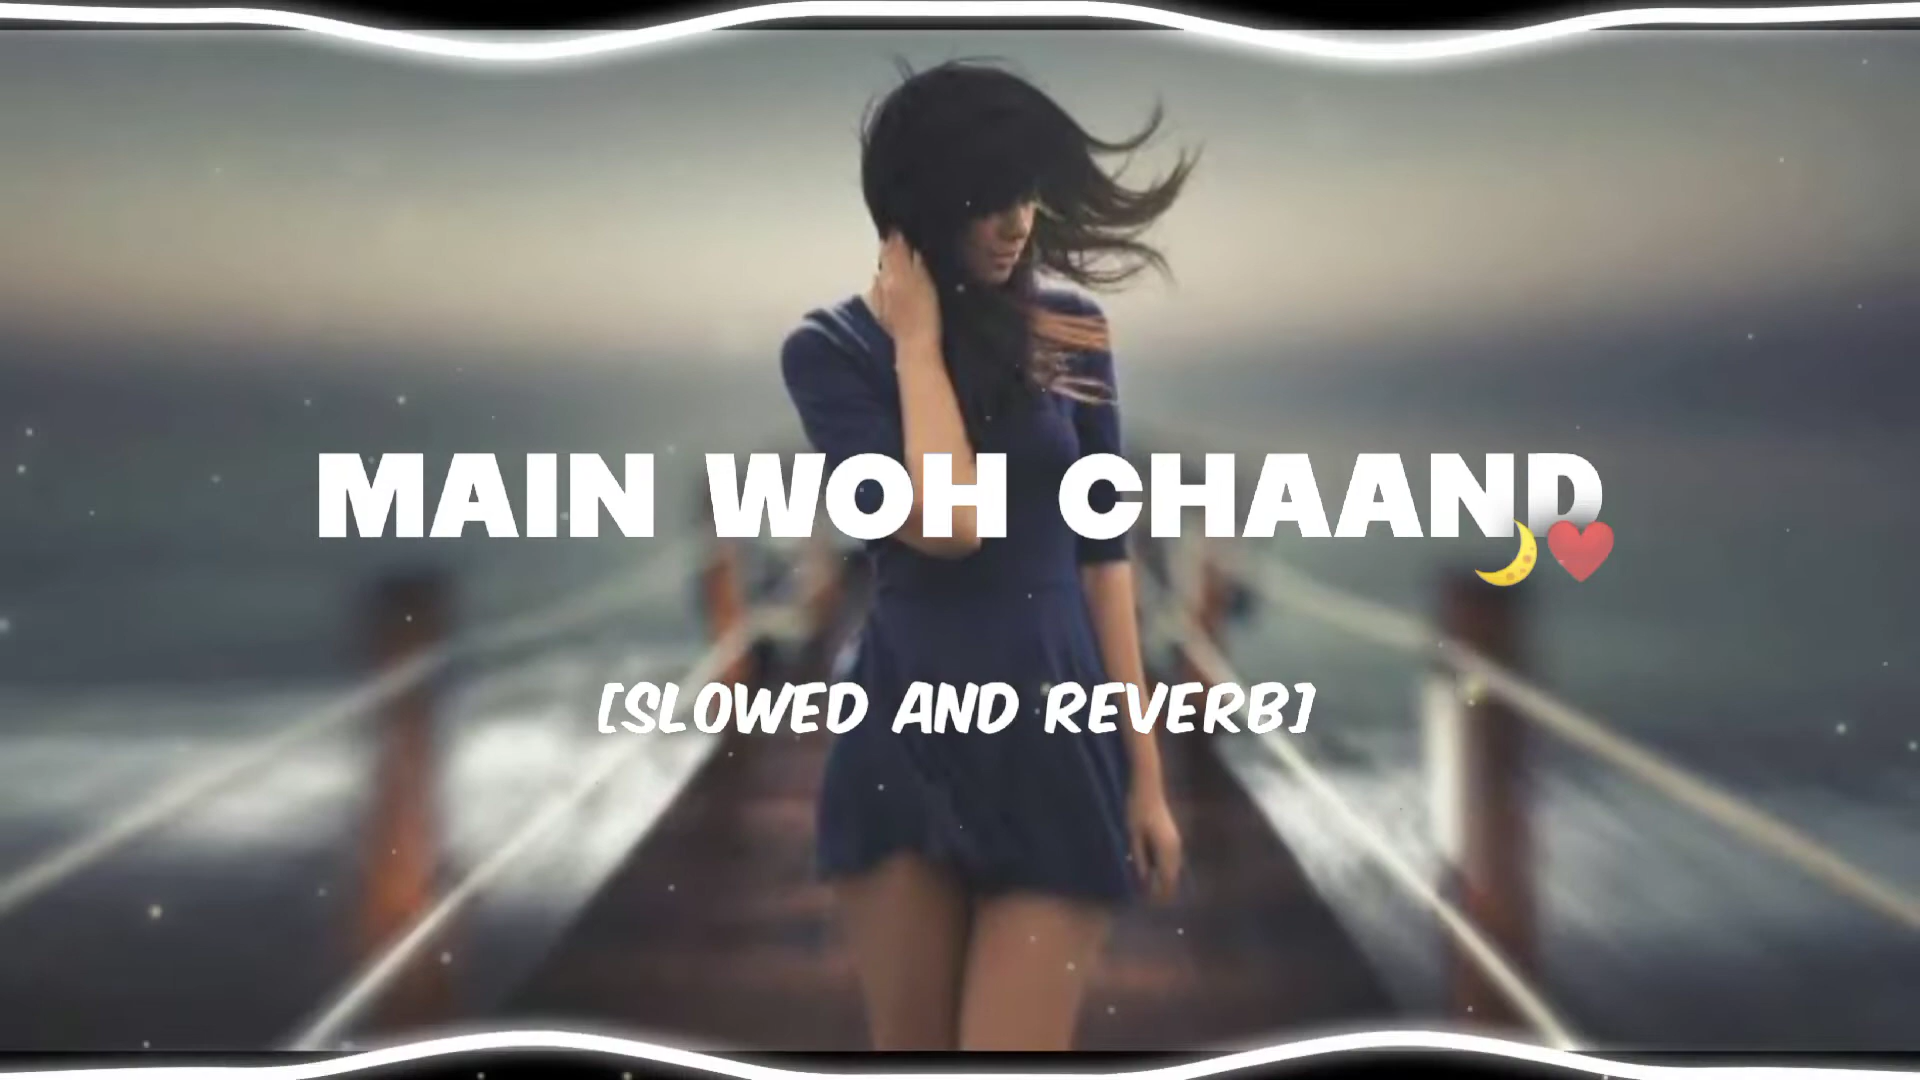 MAIN WOH CHAAND
🌙❤️
[SLOWED AND REVERB]